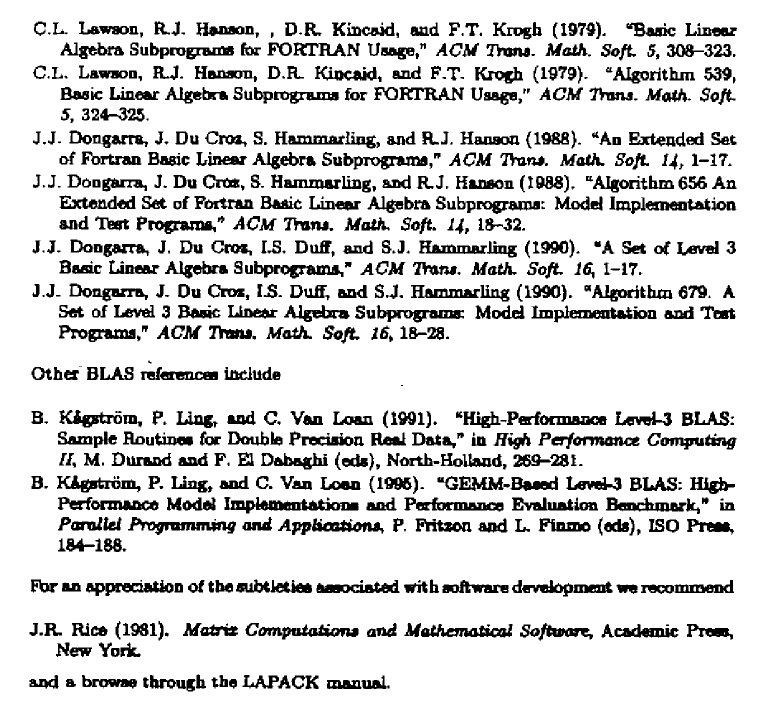 C.L. Lawson, R.J. Hanson, , D.R. Kincaid, and F.T. Krogh (1979). “Basic Linear
Algebra Subprograms for FORTRAN Usage,” ACM Trans. Math. Soft. 5, 308–323.
C.L. Lawson, R.J. Hanson, D.R. Kincaid, and F.T. Krogh (1979). “Algorithm 539,
Basic Linear Algebra Subprograms for FORTRAN Usage,” ACM Trans. Math. Soft.
5, 324–325.
J.J. Dongarra, J. Du Croz, S. Hammarling, and R.J. Hanson (1988). “An Extended Set
of Fortran Basic Linear Algebra Subprograms,” ACM Trans. Math. Soft. 14, 1–17.
J.J. Dongarra, J. Du Croz, S. Hammarling, and R.J. Hanson (1988). “Algorithm 656 An
Extended Set of Fortran Basic Linear Algebra Subprograms: Model Implementation
and Test Programs,” ACM Trans. Math. Soft. 14, 18–32.
J.J. Dongarra, J. Du Croz, I.S. Duff, and S.J. Hammarling (1990). “A Set of Level 3
Basic Linear Algebra Subprograms,” ACM Trans. Math. Soft. 16, 1–17.
J.J. Dongarra, J. Du Croz, I.S. Duff, and S.J. Hammarling (1990). “Algorithm 679. A
Set of Level 3 Basic Linear Algebra Subprograms: Model Implementation and Test
Programs,” ACM Trans. Math. Soft. 16, 18–28.
Other BLAS references include
B. Kågström, P. Ling, and C. Van Loan (1991). “High-Performance Level-3 BLAS:
Sample Routines for Double Precision Real Data,” in High Performance Computing
II, M. Durand and F. El Dabaghi (eds), North-Holland, 269–281.
B. Kågström, P. Ling, and C. Van Loan (1995). “GEMM-Based Level-3 BLAS: High-
Performance Model Implementations and Performance Evaluation Benchmark,” in
Parallel Programming and Applications, P. Fritzon and L. Finmo (eds), ISO Press,
184–188.
For an appreciation of the subtleties associated with software development we recommend
J.R. Rice (1981). Matrix Computations and Mathematical Software, Academic Press,
New York.
and a browse through the LAPACK manual.